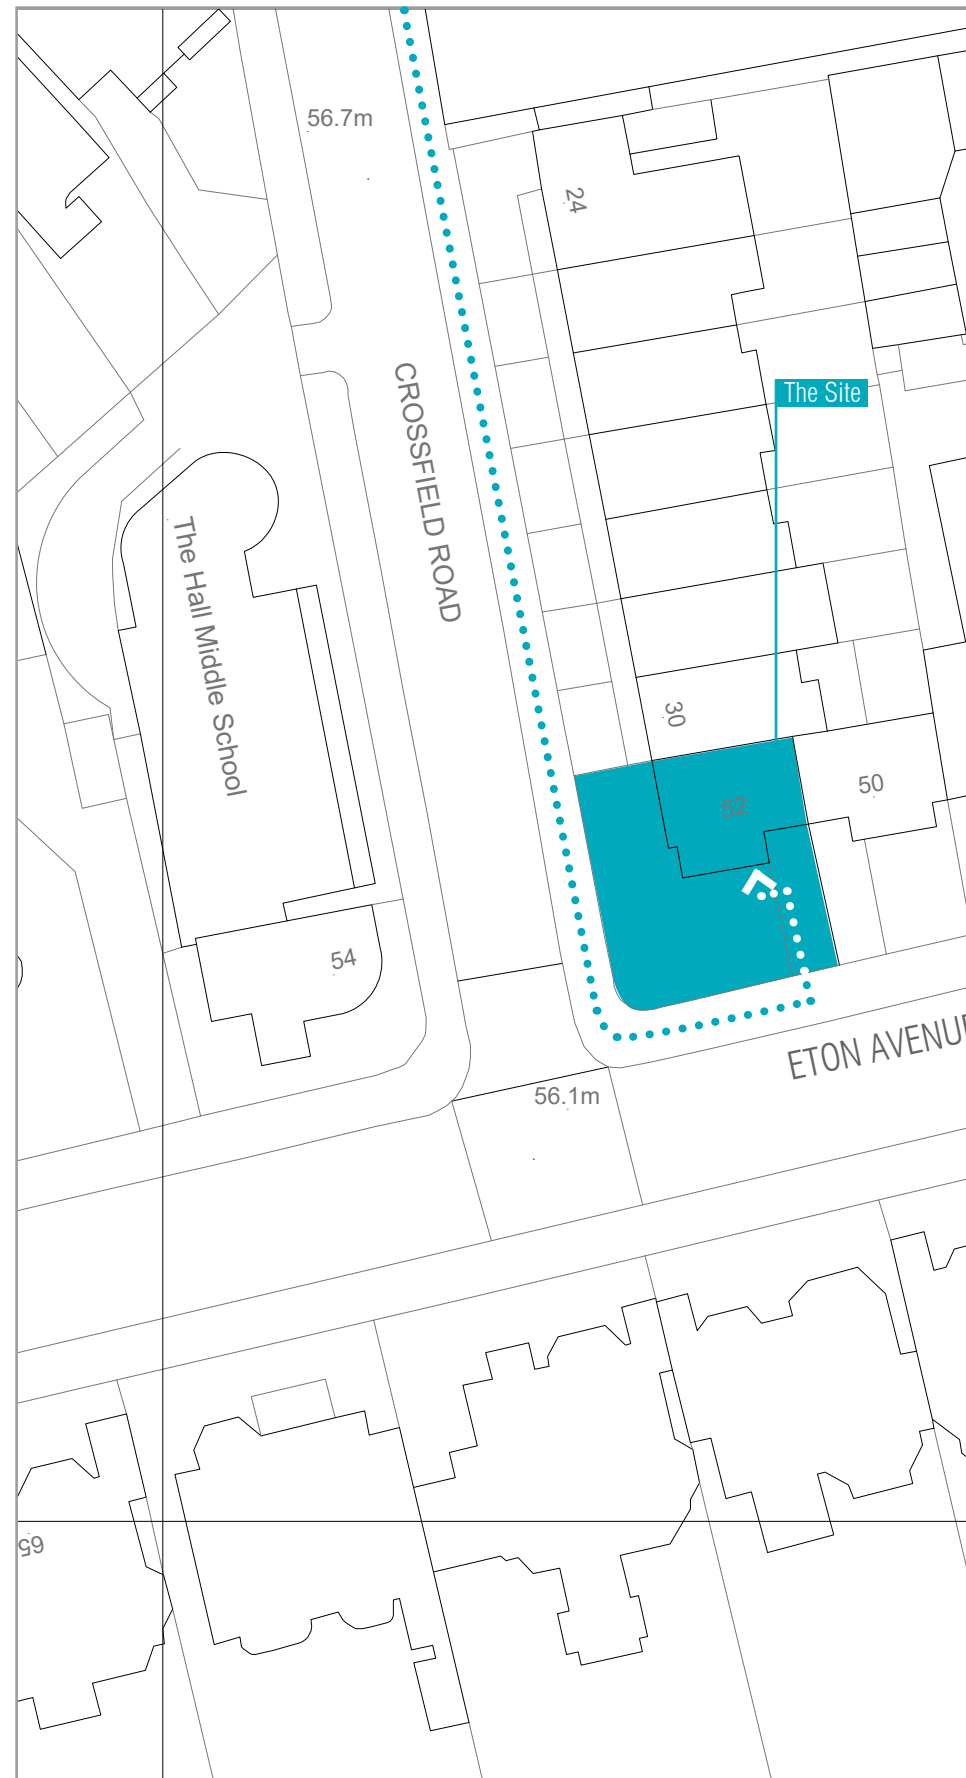 56.7m
24
The Site
CROSSFIELD ROAD
The Hall Middle School
30
52
50
54
ETON AVENUE
56.1m
65